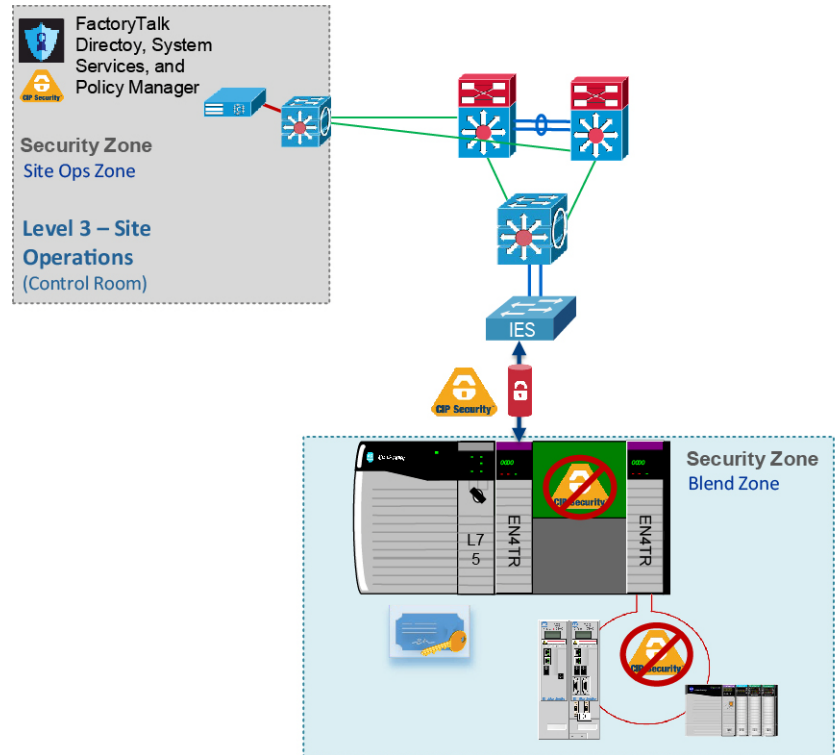 FactoryTalk
Directoy, System
Services, and
Policy Manager
CIP Security
Security Zone
Site Ops Zone
Level 3 – Site
Operations
(Control Room)
IES
CIP Security
Security Zone
Blend Zone
L7
5
EN4TR
CIP Security
EN4TR
CIP Security